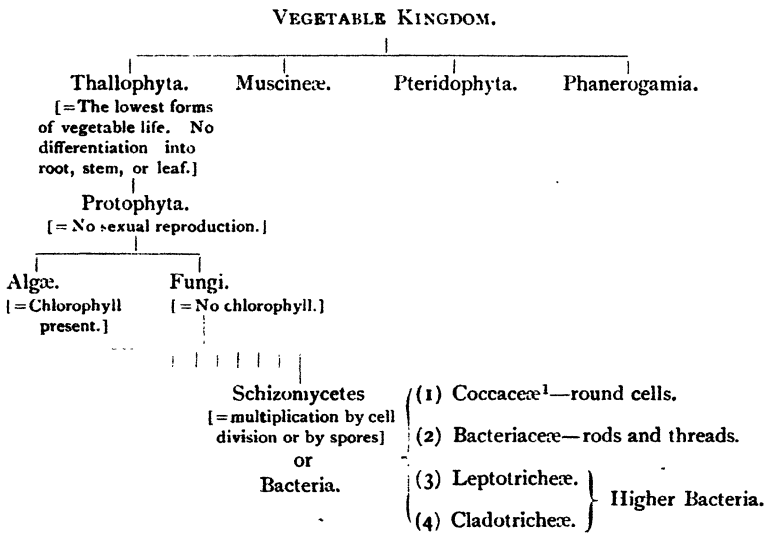 VEGETABLE KINGDOM.
Thallophyta. Muscineæ. Pteridophyta. Phanerogamia.
[=The lowest forms
of vegetable life. No
differentiation into
root, stem, or leaf.]
Protophyta.
[= No sexual reproduction.]
Algæ. Fungi.
[=Chlorophyll
present.]
[= No chlorophyll.]
Schizomycetes
[=multiplication by cell
division or by spores]
or
Bacteria.
(1) Coccaceæ¹—round cells.
(2) Bacteriaceæ—rods and threads.
(3) Leptotricheæ.
(4) Cladotricheæ.
Higher Bacteria.